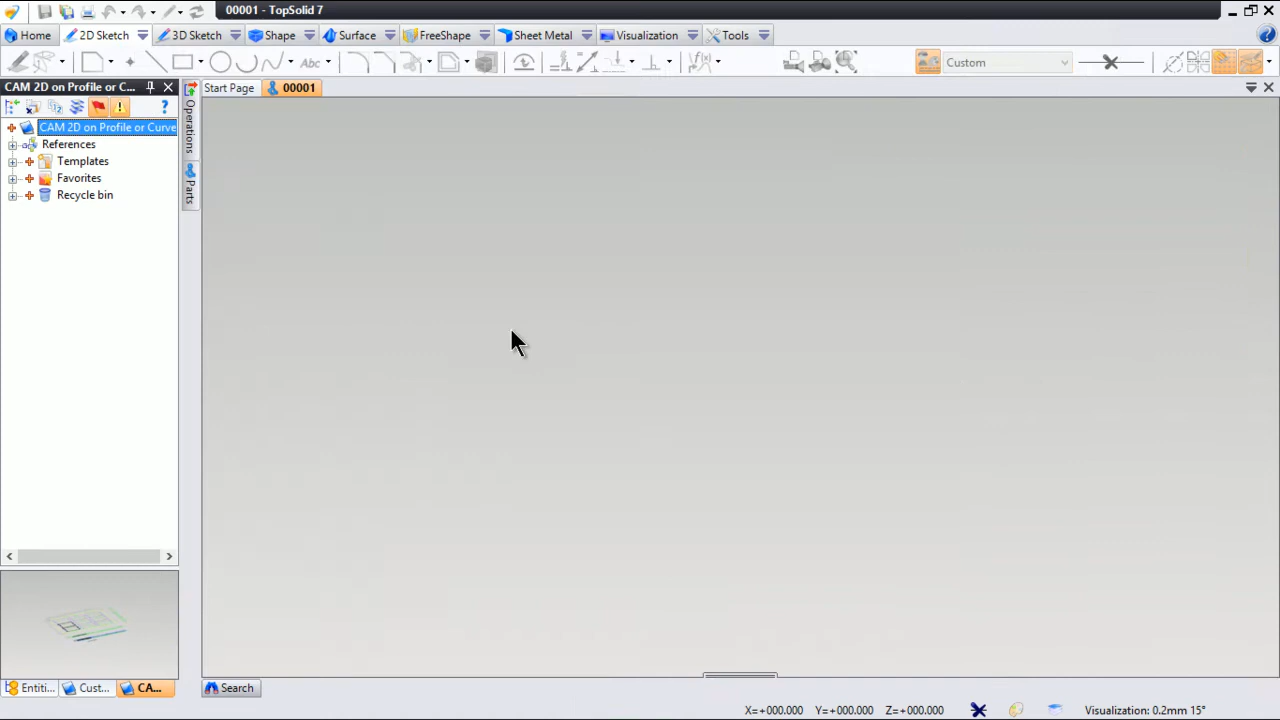 00001 - TopSolid 7
Home 2D Sketch 3D Sketch Shape Surface FreeShape Sheet Metal Visualization Tools
Abc Custom
CAM 2D on Profile or C... Start Page 00001
CAM 2D on Profile or Curve
References
Templates
Favorites
Recycle bin
Operations
Parts
Entiti... Cust... CA... Search
X=+000.000 Y=+000.000 Z=+000.000 Visualization: 0.2mm 15°